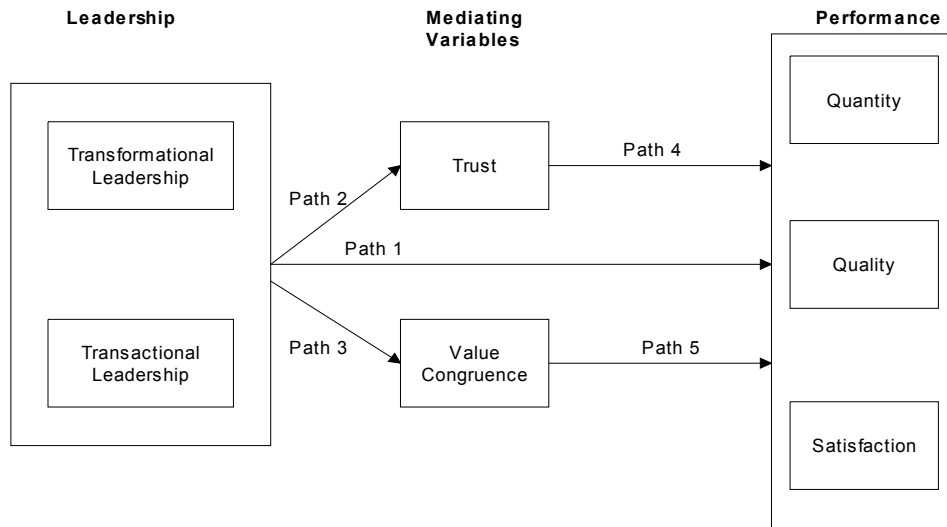 Leadership
Mediating
Variables
Performance
Transformational
Leadership
Transactional
Leadership
Path 2
Path 1
Path 3
Trust
Value
Congruence
Path 4
Path 5
Quantity
Quality
Satisfaction